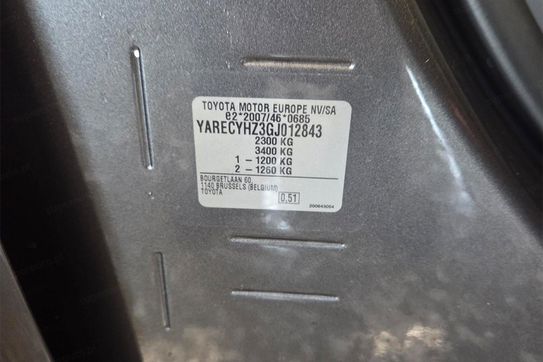 TOYOTA MOTOR EUROPE NV/SA
e2*2007/46*0685
YARECYHZ3GJ012843
2300 KG
3400 KG
1 - 1200 KG
2 - 1260 KG
BOURGETLAAN 60
1140 BRUSSELS (BELGIUM)
TOYOTA
0.51